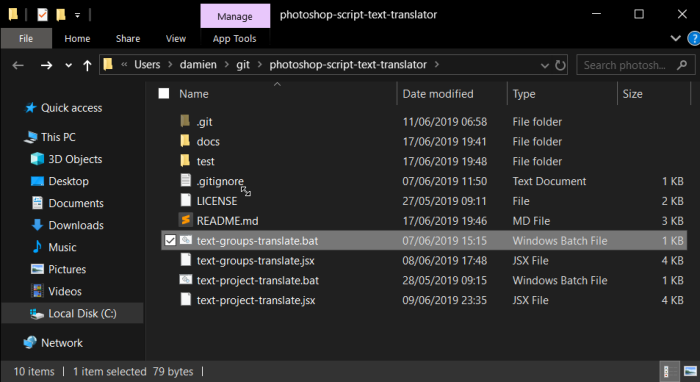 Manage
photoshop-script-text-translator
File
Home
Share
View
App Tools
« Users › damien › git › photoshop-script-text-translator ›
Search photosh...
Name
Date modified
Type
Size
Quick access
This PC
3D Objects
Desktop
Documents
Downloads
Music
Pictures
Videos
Local Disk (C:)
Network
.git 11/06/2019 06:58 File folder
docs 17/06/2019 19:41 File folder
test 17/06/2019 19:48 File folder
.gitignore 07/06/2019 11:50 Text Document 1 KB
LICENSE 27/05/2019 09:11 File 2 KB
README.md 17/06/2019 19:46 MD File 3 KB
text-groups-translate.bat 07/06/2019 15:15 Windows Batch File 1 KB
text-groups-translate.jsx 08/06/2019 17:48 JSX File 4 KB
text-project-translate.bat 28/05/2019 09:15 Windows Batch File 1 KB
text-project-translate.jsx 09/06/2019 23:35 JSX File 4 KB
10 items
1 item selected 79 bytes